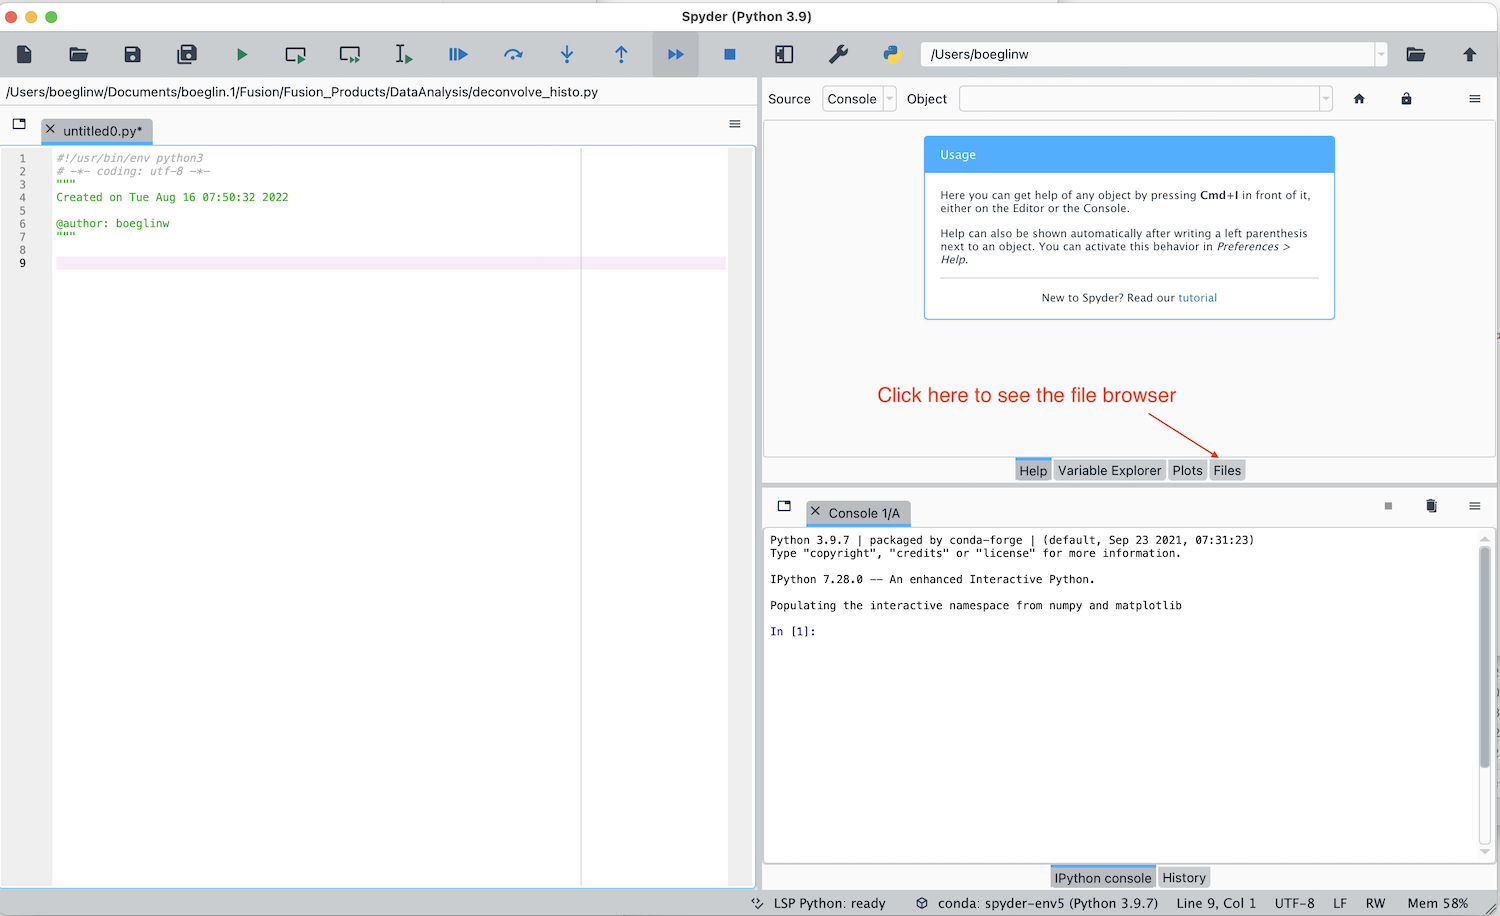 Spyder (Python 3.9)
/Users/boeglinw
/Users/boeglinw/Documents/boeglin.1/Fusion/Fusion_Products/DataAnalysis/deconvolve_histo.py
untitled0.py*
1 #!/usr/bin/env python3
2 # -*- coding: utf-8 -*-
3 """
4 Created on Tue Aug 16 07:50:32 2022
5
6 @author: boeglinw
7 """
8
9
Source Console Object
Usage
Here you can get help of any object by pressing Cmd+I in front of it,
either on the Editor or the Console.
Help can also be shown automatically after writing a left parenthesis
next to an object. You can activate this behavior in Preferences >
Help.
New to Spyder? Read our tutorial
Click here to see the file browser
Help Variable Explorer Plots Files
Console 1/A
Python 3.9.7 | packaged by conda-forge | (default, Sep 23 2021, 07:31:23)
Type "copyright", "credits" or "license" for more information.
IPython 7.28.0 -- An enhanced Interactive Python.
Populating the interactive namespace from numpy and matplotlib
In [1]:
IPython console History
LSP Python: ready conda: spyder-env5 (Python 3.9.7) Line 9, Col 1 UTF-8 LF RW Mem 58%